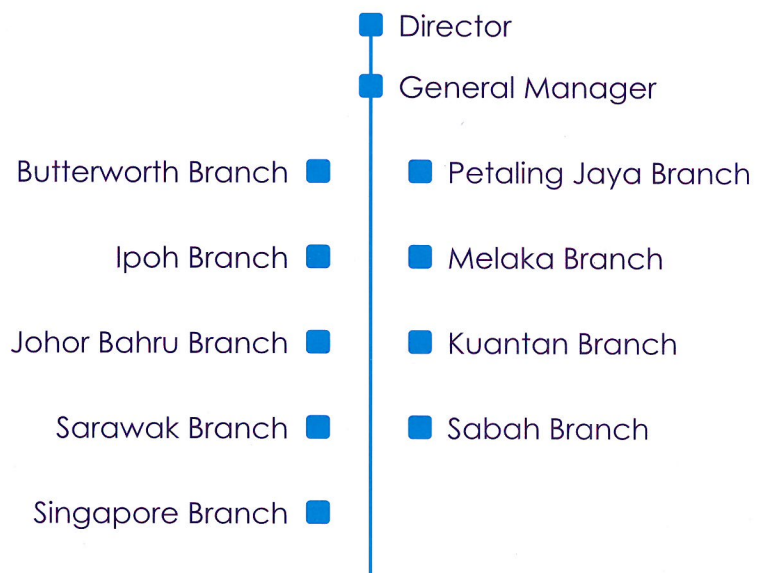 Director
General Manager
Butterworth Branch
Petaling Jaya Branch
Ipoh Branch
Melaka Branch
Johor Bahru Branch
Kuantan Branch
Sarawak Branch
Sabah Branch
Singapore Branch